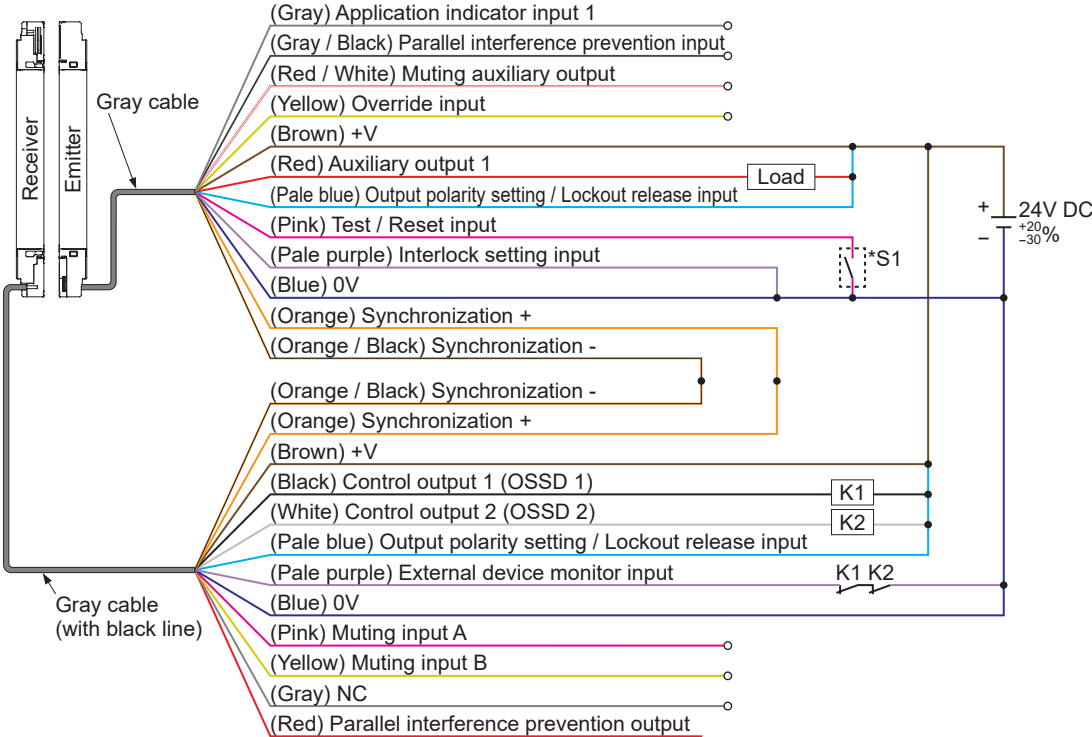 (Gray) Application indicator input 1
(Gray / Black) Parallel interference prevention input
(Red / White) Muting auxiliary output
(Yellow) Override input
(Brown) +V
(Red) Auxiliary output 1
Load
(Pale blue) Output polarity setting / Lockout release input
(Pink) Test / Reset input
(Pale purple) Interlock setting input
(Blue) 0V
(Orange) Synchronization +
(Orange / Black) Synchronization -
Receiver
Emitter
Gray cable
*S1
+
24V DC
+20
–30%
–
(Orange / Black) Synchronization -
(Orange) Synchronization +
(Brown) +V
(Black) Control output 1 (OSSD 1)
K1
(White) Control output 2 (OSSD 2)
K2
(Pale blue) Output polarity setting / Lockout release input
(Pale purple) External device monitor input
K1 K2
(Blue) 0V
(Pink) Muting input A
(Yellow) Muting input B
(Gray) NC
(Red) Parallel interference prevention output
Gray cable
(with black line)